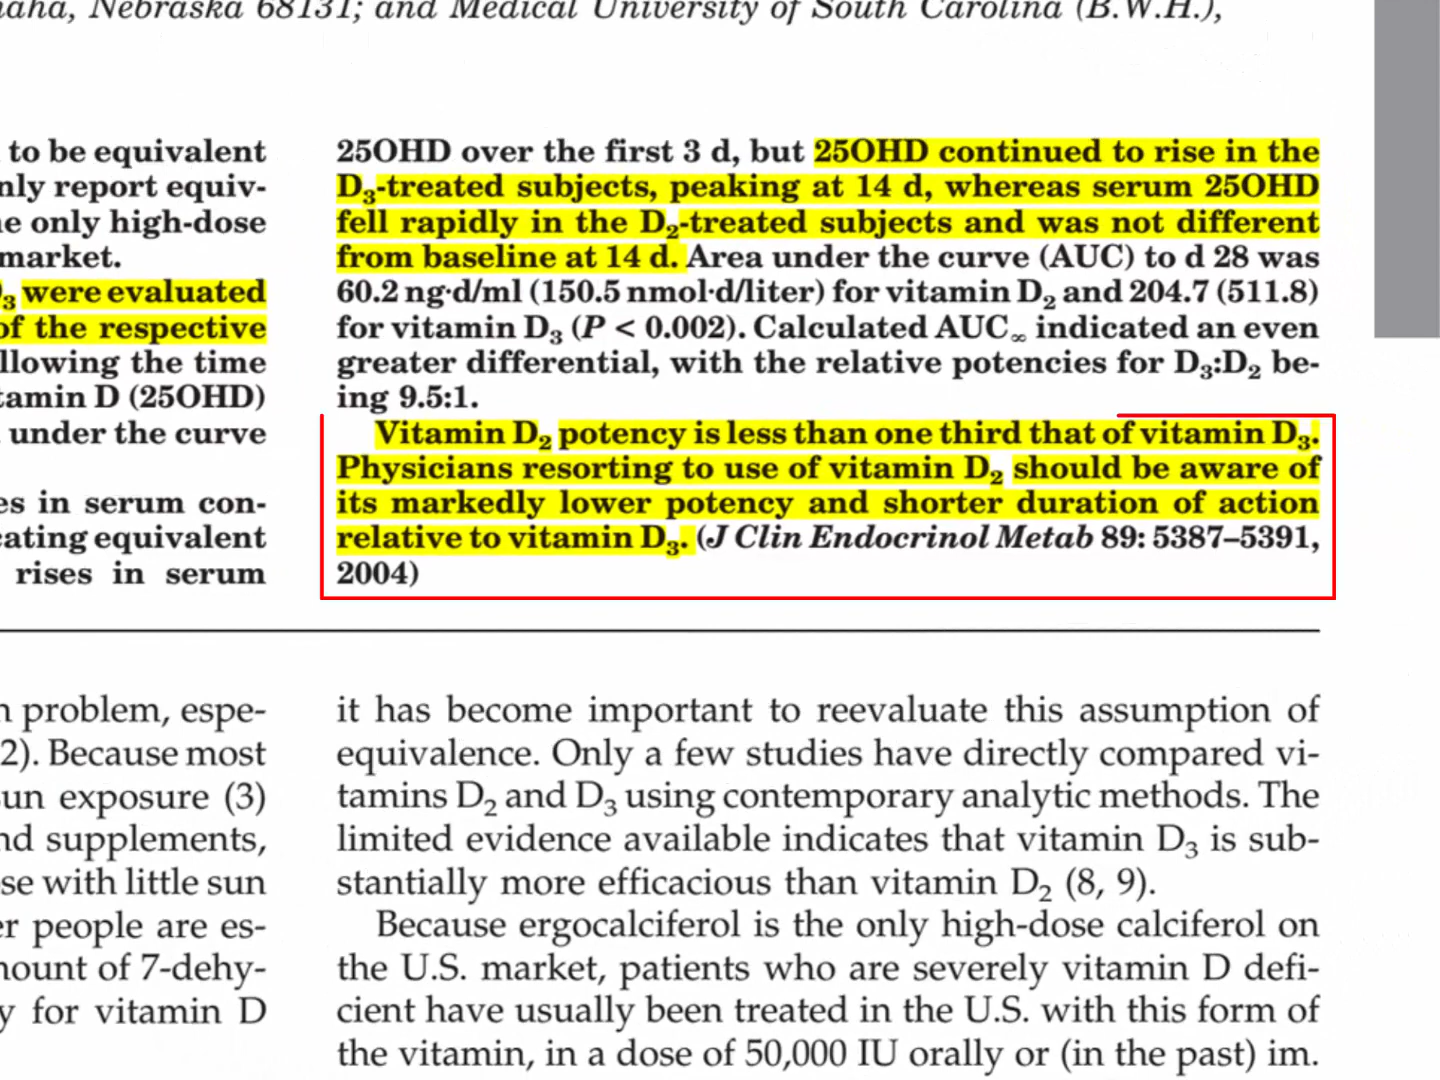 aha, Nebraska 68131; and Medical University of South Carolina (B.W.H.),
to be equivalent
nly report equiv-
e only high-dose
market.
3 were evaluated
of the respective
llowing the time
tamin D (25OHD)
under the curve
es in serum con-
cating equivalent
rises in serum
25OHD over the first 3 d, but 25OHD continued to rise in the
D₃-treated subjects, peaking at 14 d, whereas serum 25OHD
fell rapidly in the D₂-treated subjects and was not different
from baseline at 14 d. Area under the curve (AUC) to d 28 was
60.2 ng·d/ml (150.5 nmol·d/liter) for vitamin D₂ and 204.7 (511.8)
for vitamin D₃ (P < 0.002). Calculated AUC∞ indicated an even
greater differential, with the relative potencies for D₃:D₂ be-
ing 9.5:1.
Vitamin D₂ potency is less than one third that of vitamin D₃.
Physicians resorting to use of vitamin D₂ should be aware of
its markedly lower potency and shorter duration of action
relative to vitamin D₃. (J Clin Endocrinol Metab 89: 5387–5391,
2004)
n problem, espe-
2). Because most
sun exposure (3)
nd supplements,
se with little sun
er people are es-
nount of 7-dehy-
y for vitamin D
it has become important to reevaluate this assumption of
equivalence. Only a few studies have directly compared vi-
tamins D₂ and D₃ using contemporary analytic methods. The
limited evidence available indicates that vitamin D₃ is sub-
stantially more efficacious than vitamin D₂ (8, 9).
Because ergocalciferol is the only high-dose calciferol on
the U.S. market, patients who are severely vitamin D defi-
cient have usually been treated in the U.S. with this form of
the vitamin, in a dose of 50,000 IU orally or (in the past) im.